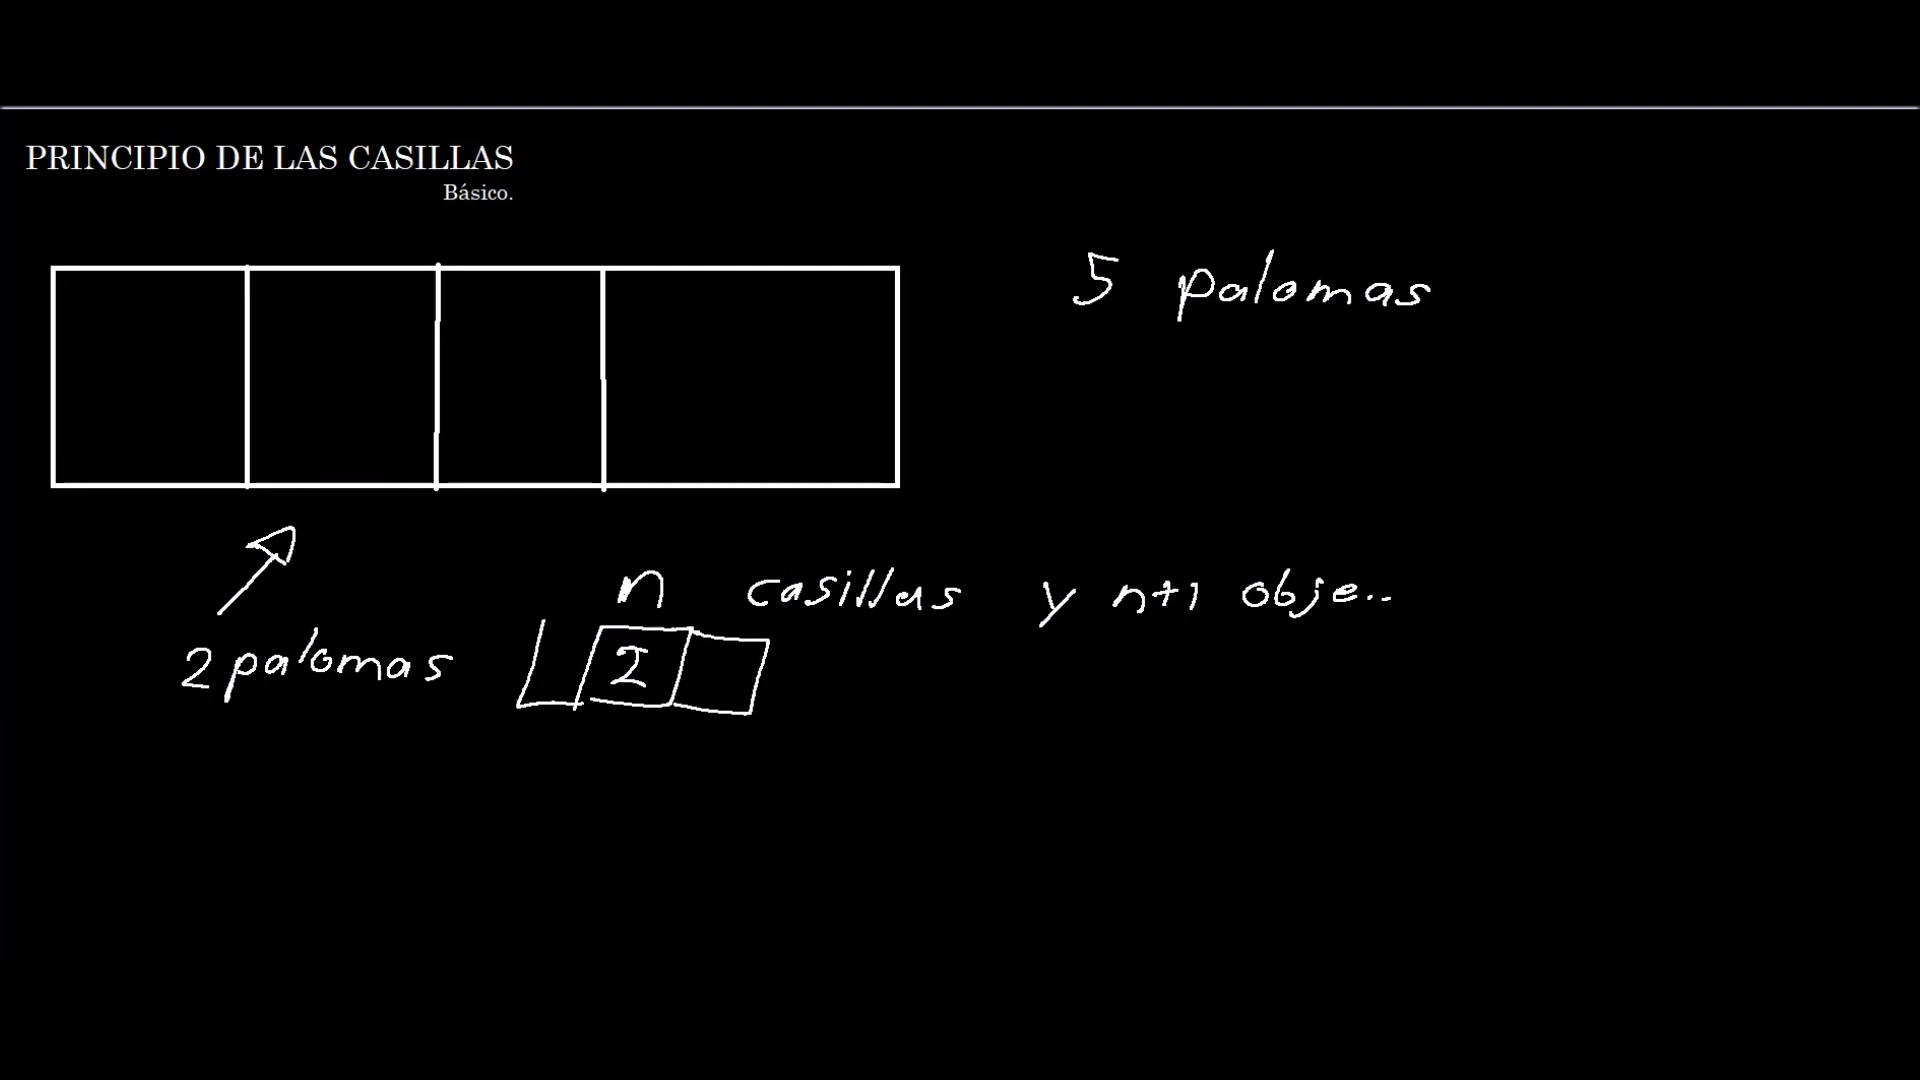 PRINCIPIO DE LAS CASILLAS
Básico.
5 palomas
n casillas y n+1 obje..
2 palomas
2